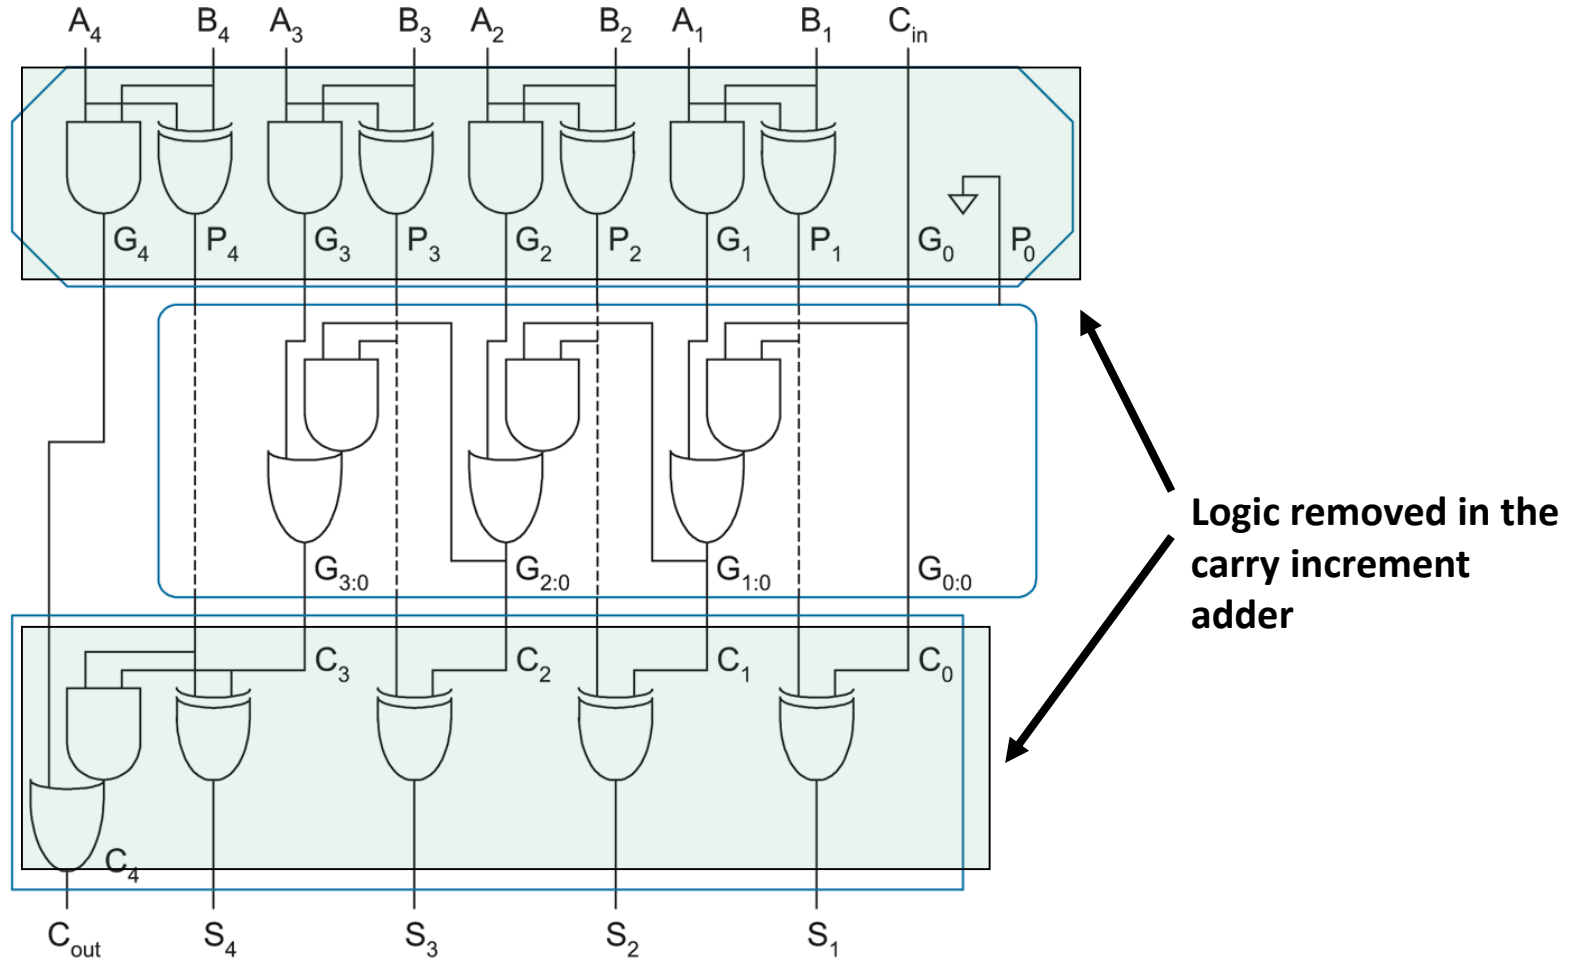 A4 B4 A3 B3 A2 B2 A1 B1 Cin
G4 P4 G3 P3 G2 P2 G1 P1 G0 P0
Logic removed in the
carry increment
adder
G3:0 G2:0 G1:0 G0:0
C3 C2 C1 C0
C4
Cout S4 S3 S2 S1